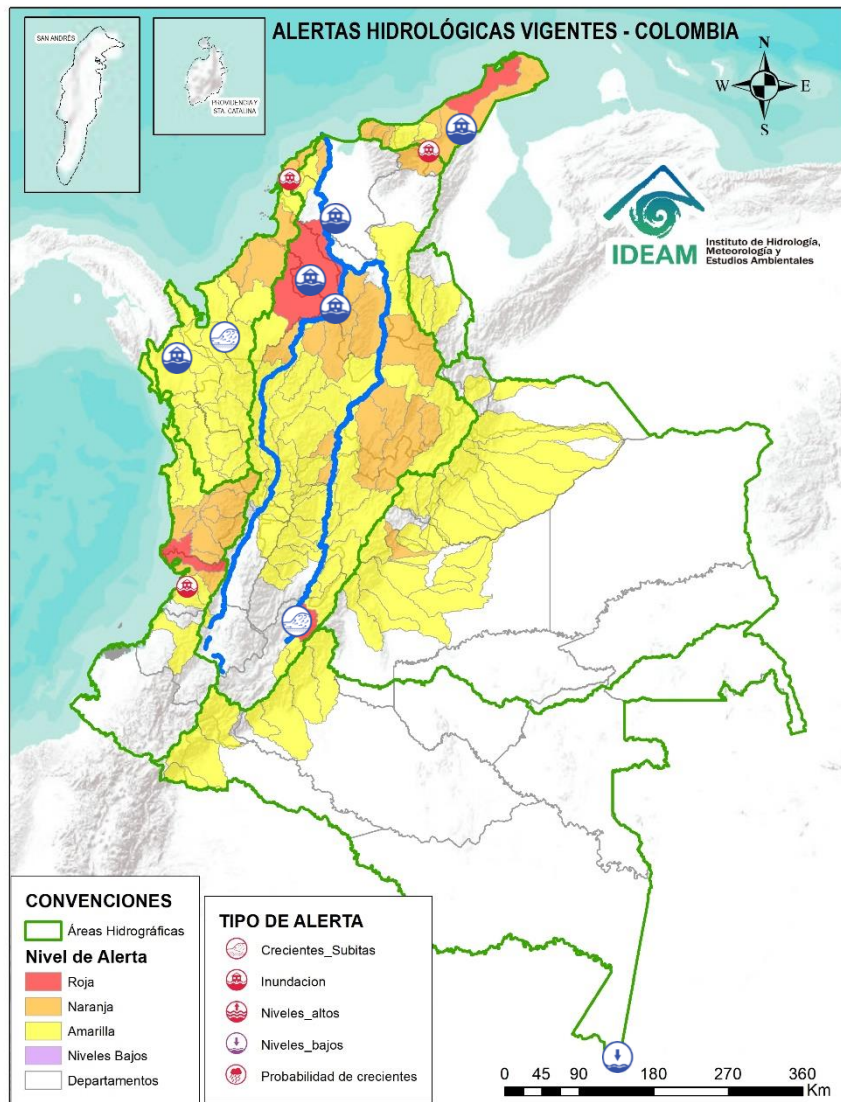 ALERTAS HIDROLÓGICAS VIGENTES - COLOMBIA
SAN ANDRÉS
PROVIDENCIA Y
STA. CATALINA
N
W
E
S
IDEAM
Instituto de Hidrología,
Meteorología y
Estudios Ambientales
CONVENCIONES
Áreas Hidrográficas
Nivel de Alerta
Roja
Naranja
Amarilla
Niveles Bajos
Departamentos
TIPO DE ALERTA
Crecientes_Subitas
Inundacion
Niveles_altos
Niveles_bajos
Probabilidad de crecientes
0 45 90 180 270 360
Km